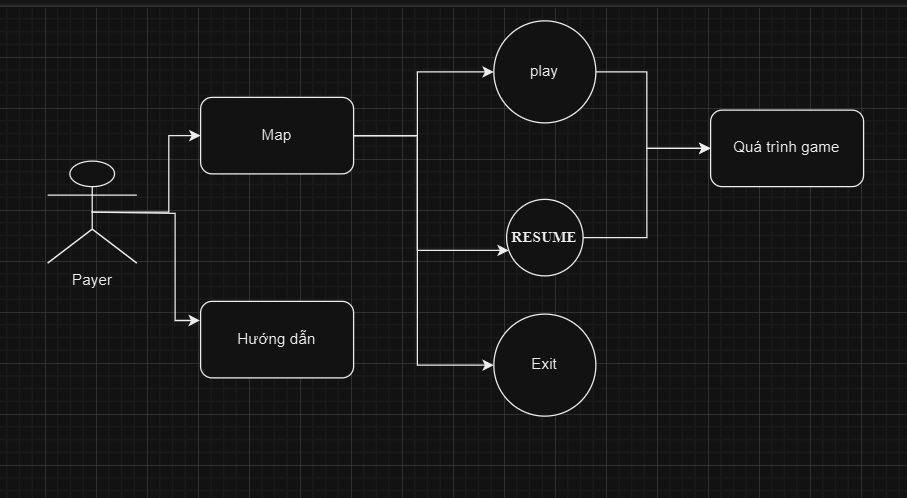 play
Map
Quá trình game
RESUME
Payer
Hướng dẫn
Exit